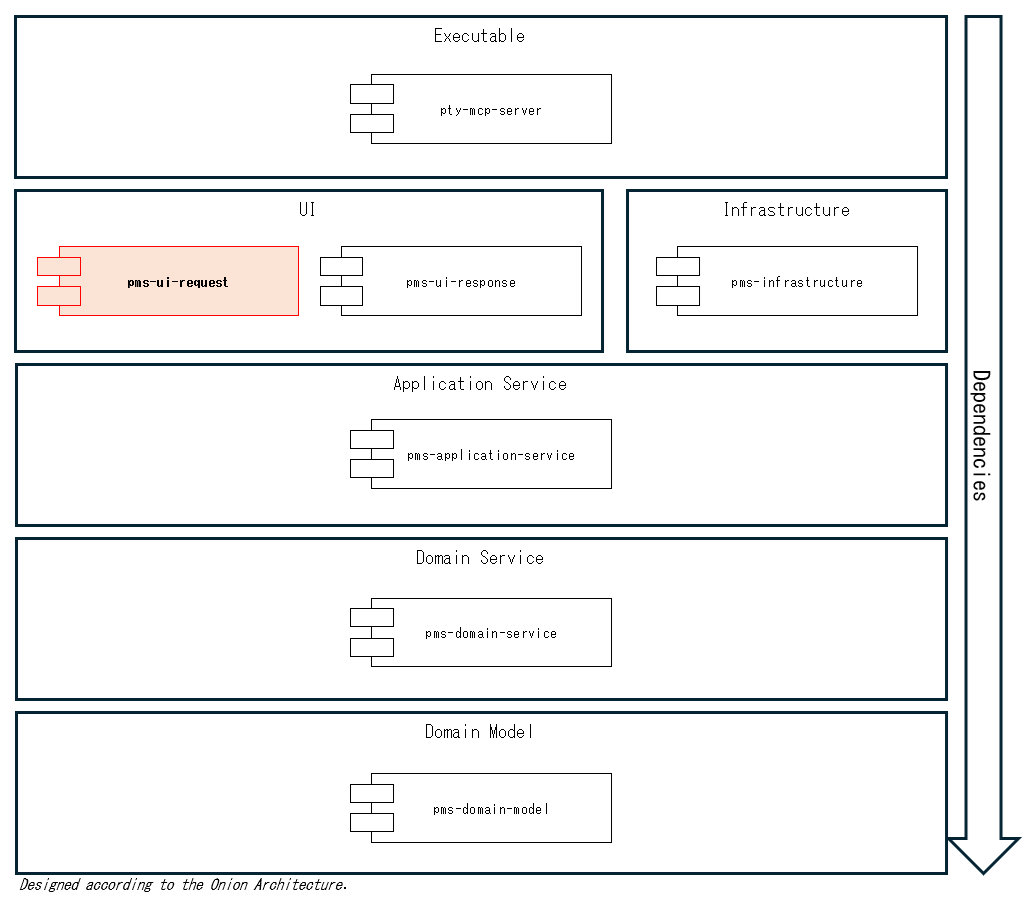 Executable
pty-mcp-server
UI
pms-ui-request
pms-ui-response
Infrastructure
pms-infrastructure
Application Service
pms-application-service
Domain Service
pms-domain-service
Domain Model
pms-domain-model
Dependencies
Designed according to the Onion Architecture.